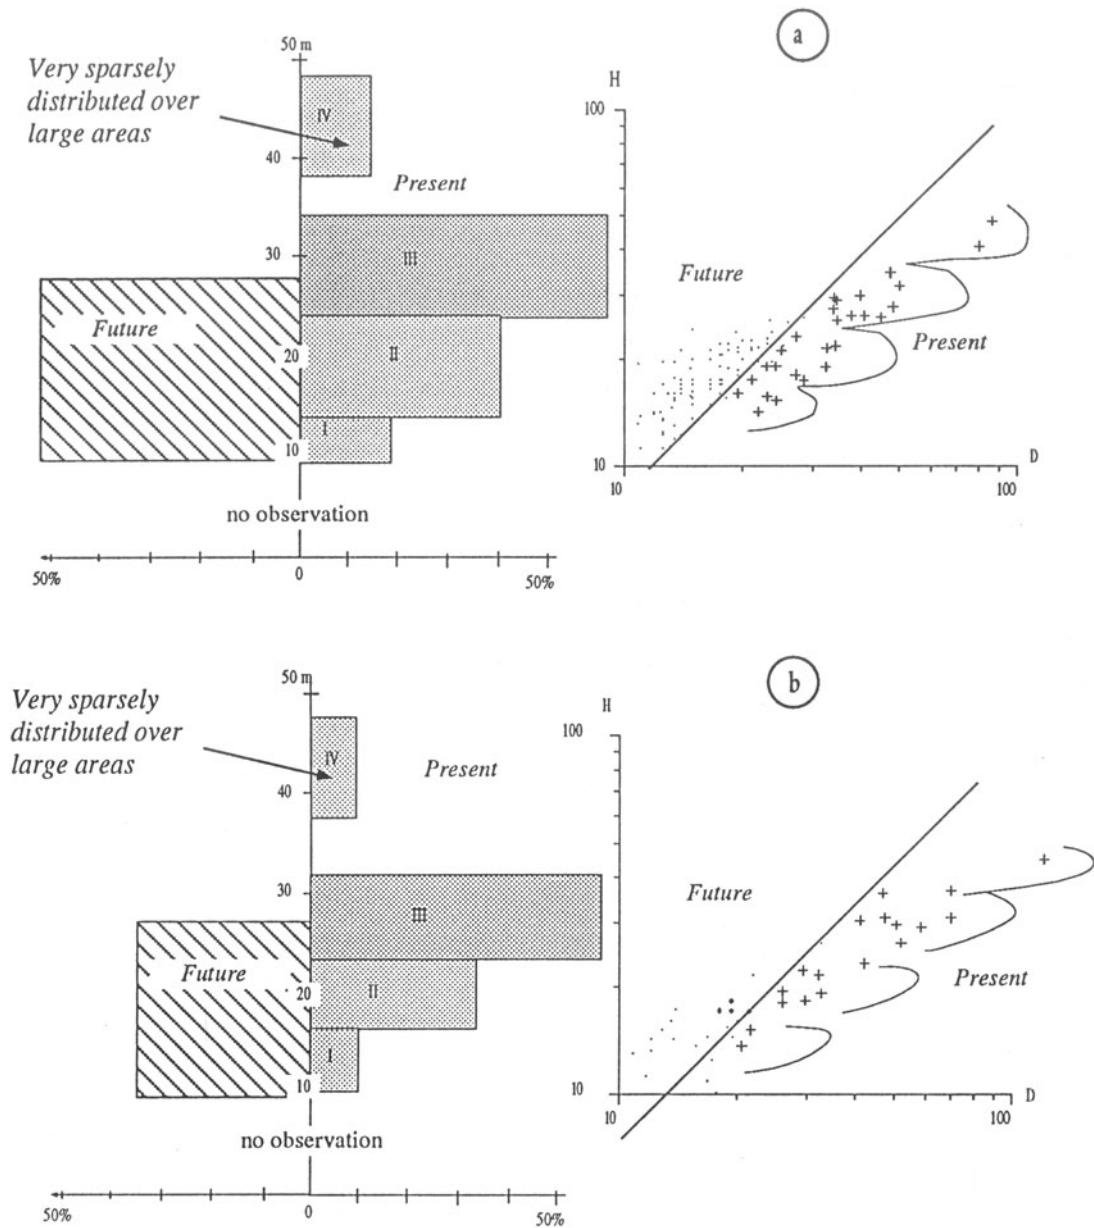 a
50 m
Very sparsely
distributed over
large areas
IV
40
Present
30
III
Future
20
II
10
I
no observation
50%
0
50%
H
100
Future
Present
10
10
100
D
b
50 m
Very sparsely
distributed over
large areas
IV
40
Present
30
III
Future
20
II
10
I
no observation
50%
0
50%
H
100
Future
Present
10
10
100
D